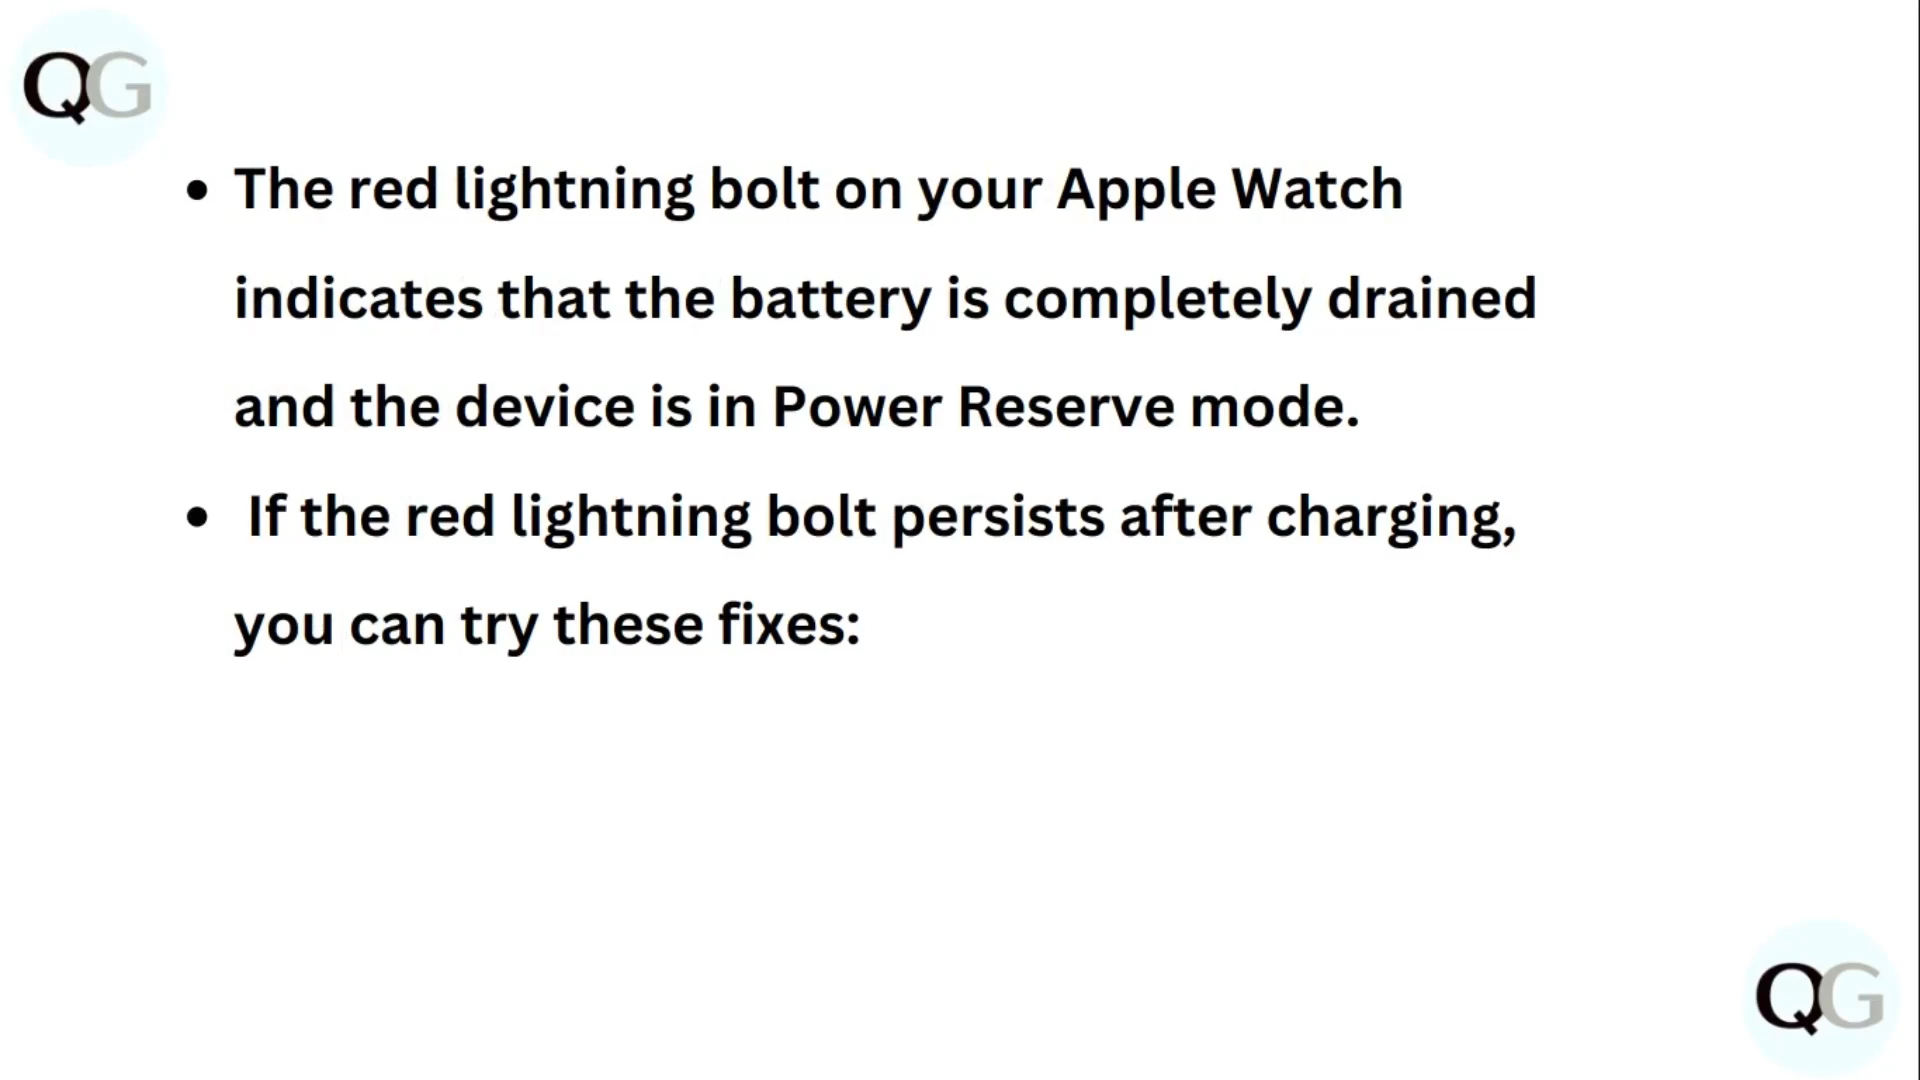 QG
• The red lightning bolt on your Apple Watch
indicates that the battery is completely drained
and the device is in Power Reserve mode.
• If the red lightning bolt persists after charging,
you can try these fixes:
QG